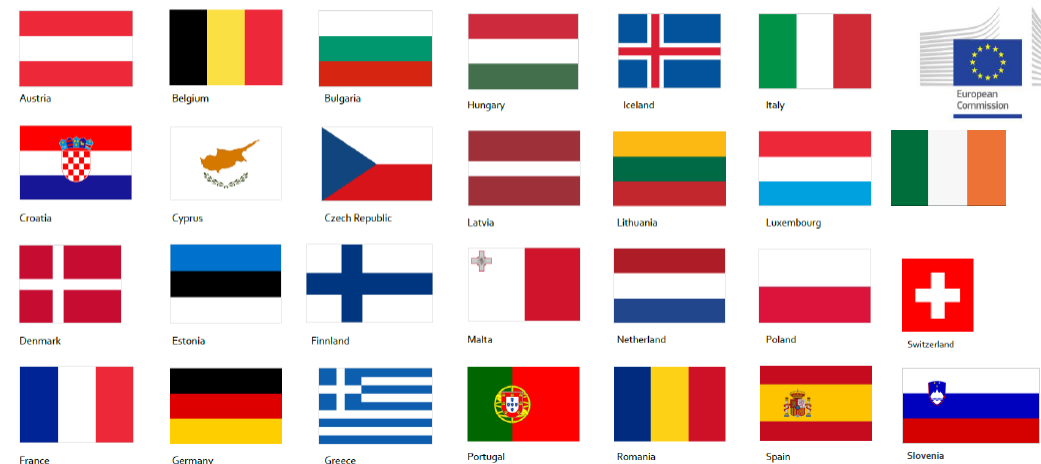 Austria
Belgium
Bulgaria
Hungary
Iceland
Italy
European
Commission
Croatia
Cyprus
Czech Republic
Latvia
Lithuania
Luxembourg
Denmark
Estonia
Finnland
Malta
Netherland
Poland
Switzerland
France
Germany
Greece
Portugal
Romania
Spain
Slovenia